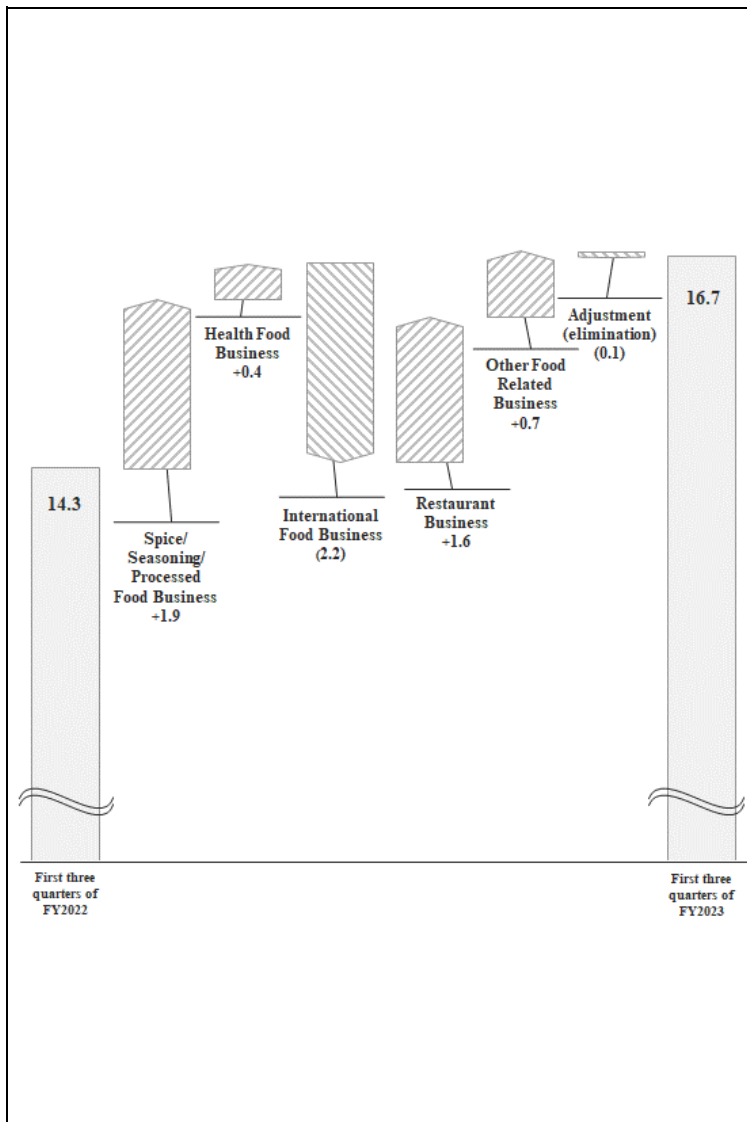 14.3
Spice/
Seasoning/
Processed
Food Business
+1.9
Health Food
Business
+0.4
International
Food Business
(2.2)
Restaurant
Business
+1.6
Other Food
Related
Business
+0.7
Adjustment
(elimination)
(0.1)
16.7
First three
quarters of
FY2022
First three
quarters of
FY2023